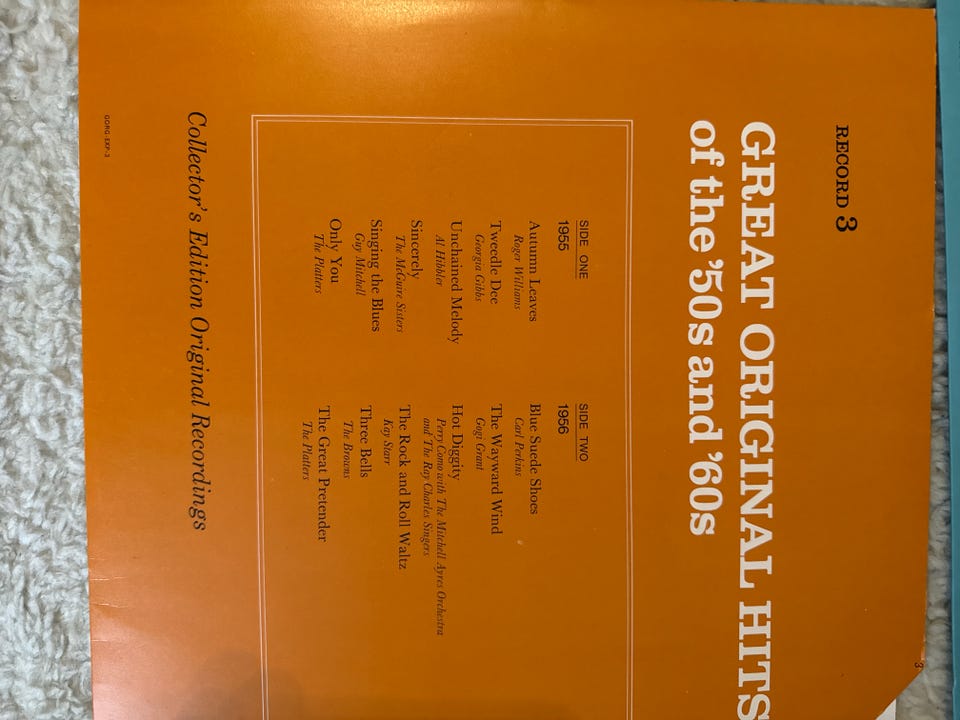 RECORD 3
GREAT ORIGINAL HITS
of the '50s and '60s
SIDE ONE
1955
Autumn Leaves
Roger Williams
Tweedle Dee
Georgia Gibbs
Unchained Melody
Al Hibbler
Sincerely
The McGuire Sisters
Singing the Blues
Guy Mitchell
Only You
The Platters
SIDE TWO
1956
Blue Suede Shoes
Carl Perkins
The Wayward Wind
Gogi Grant
Hot Diggity
Perry Como with The Mitchell Ayres Orchestra
and The Ray Charles Singers
The Rock and Roll Waltz
Kay Starr
Three Bells
The Browns
The Great Pretender
The Platters
Collector's Edition Original Recordings
GORG-EXP-3
3